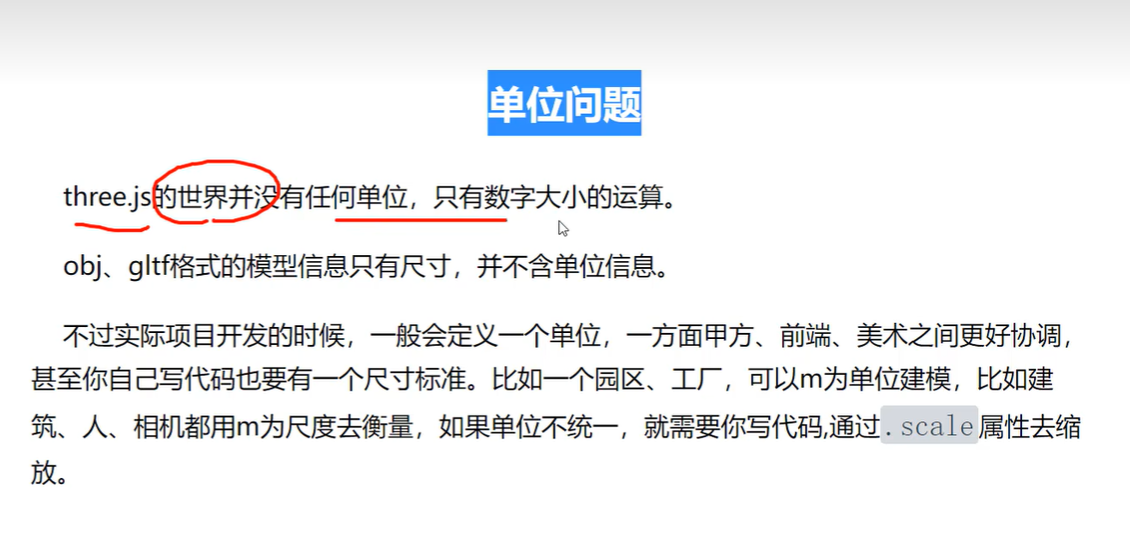 单位问题
three.js的世界并没有任何单位，只有数字大小的运算。
obj、gltf格式的模型信息只有尺寸，并不含单位信息。
不过实际项目开发的时候，一般会定义一个单位，一方面甲方、前端、美术之间更好协调，
甚至你自己写代码也要有一个尺寸标准。比如一个园区、工厂，可以m为单位建模，比如建
筑、人、相机都用m为尺度去衡量，如果单位不统一，就需要你写代码,通过.scale属性去缩
放。